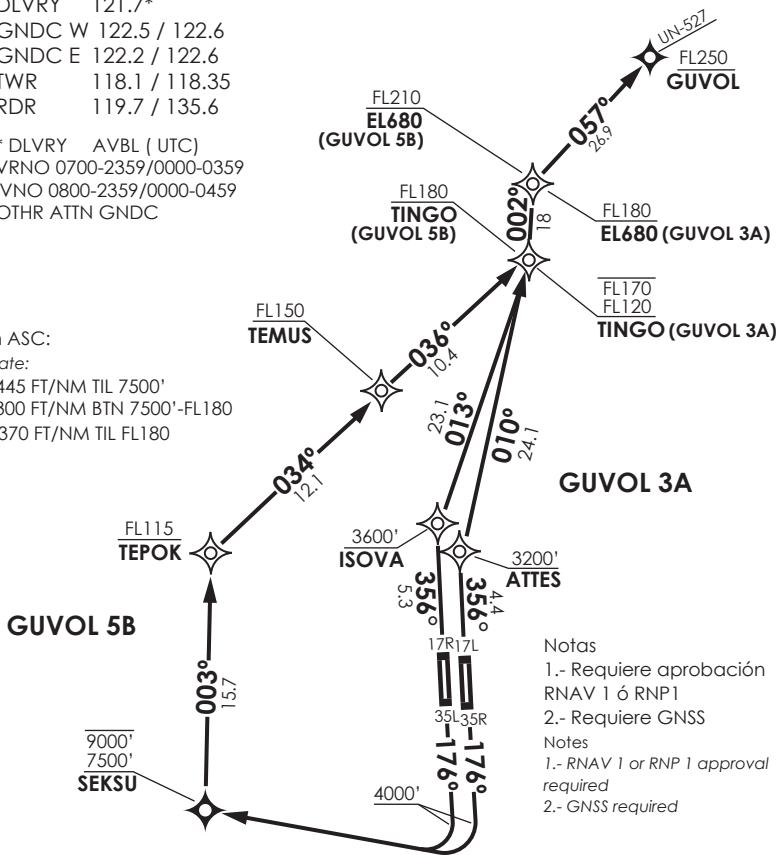 DLVRY 121.7*
GNDC W 122.5 / 122.6
GNDC E 122.2 / 122.6
TWR 118.1 / 118.35
RDR 119.7 / 135.6
* DLVRY AVBL ( UTC)
VRNO 0700-2359/0000-0359
IVNO 0800-2359/0000-0459
OTHR ATTN GNDC
UN-527
FL250
GUVOL
057°
26.9
FL210
EL680
(GUVOL 5B)
FL180
EL680 (GUVOL 3A)
002°
18
FL180
TINGO
(GUVOL 5B)
FL170
FL120
TINGO (GUVOL 3A)
ASC:
445 FT/NM TIL 7500'
300 FT/NM BTN 7500'-FL180
370 FT/NM TIL FL180
FL150
TEMUS
036°
10.4
034°
12.1
23.1
013°
010°
24.1
GUVOL 3A
FL115
TEPOK
3600'
ISOVA
3200'
ATTES
GUVOL 5B
003°
15.7
356°
5.3
356°
4.4
17R 17L
35L 35R
176°
176°
4000'
9000'
7500'
SEKSU
Notas
1.- Requiere aprobación
RNAV 1 ó RNP1
2.- Requiere GNSS
Notes
1.- RNAV 1 or RNP 1 approval
required
2.- GNSS required